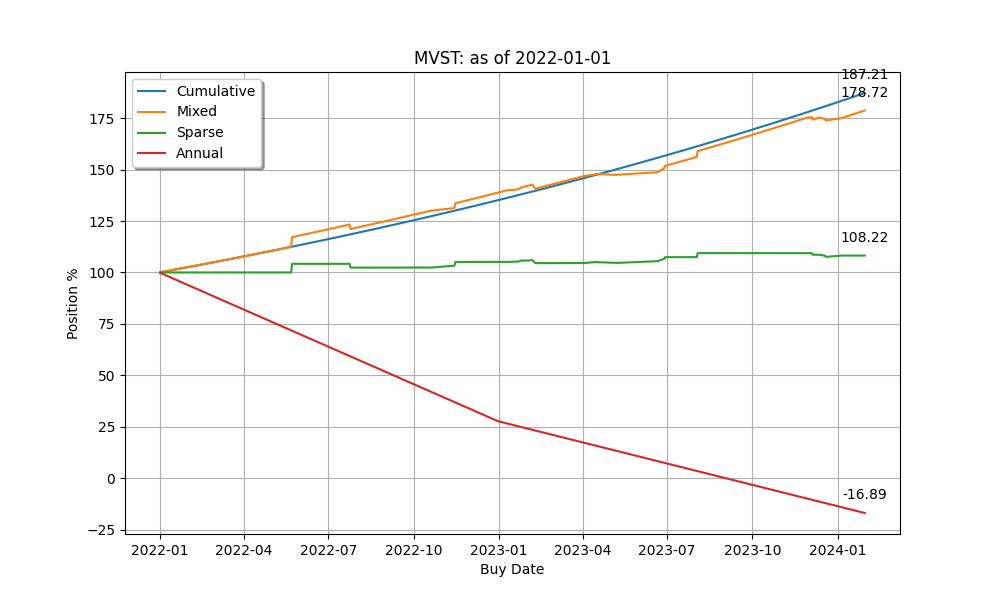 MVST: as of 2022-01-01
Cumulative
Mixed
Sparse
Annual
187.21
178.72
108.22
-16.89
175
150
125
100
75
50
25
0
−25
Position %
2022-01 2022-04 2022-07 2022-10 2023-01 2023-04 2023-07 2023-10 2024-01
Buy Date